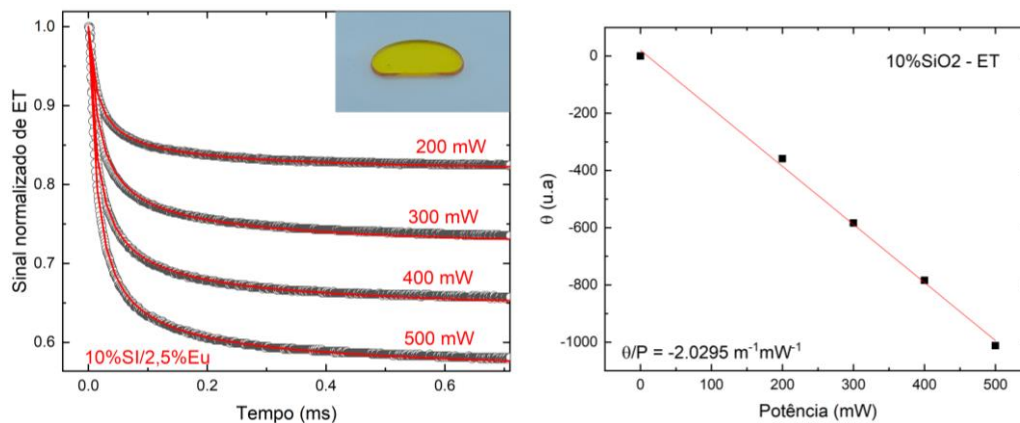 1.0
0.9
0.8
0.7
0.6
Sinal normalizado de ET
200 mW
300 mW
400 mW
500 mW
10%SI/2,5%Eu
0.0
0.2
0.4
0.6
Tempo (ms)
0
-200
-400
-600
-800
-1000
θ (u.a)
10%SiO2 - ET
θ/P = -2.0295 m⁻¹mW⁻¹
0
100
200
300
400
500
Potência (mW)